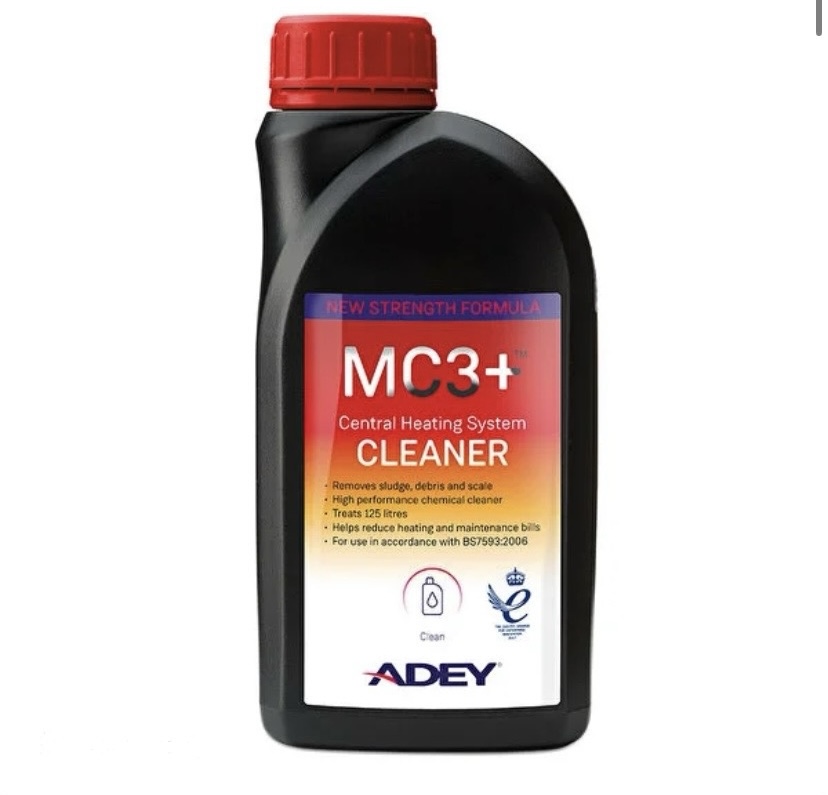 NEW STRENGTH FORMULA
MC3+™
Central Heating System
CLEANER
· Removes sludge, debris and scale
· High performance chemical cleaner
· Treats 125 litres
· Helps reduce heating and maintenance bills
· For use in accordance with BS7593:2006
Clean
ADEY®